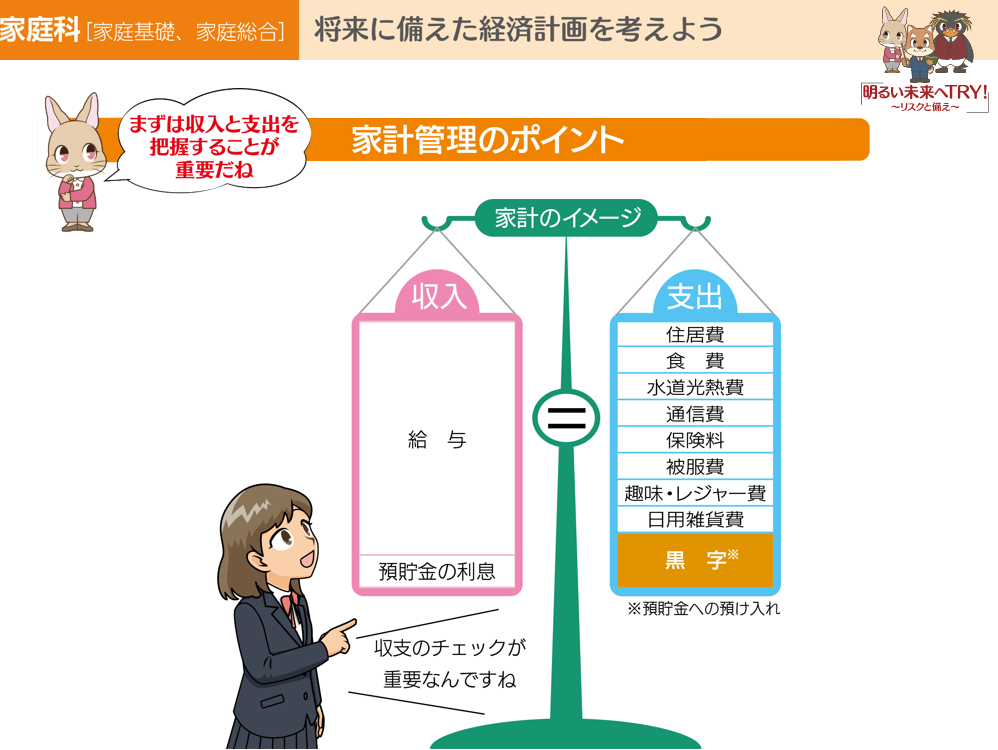 家庭科[家庭基礎、家庭総合]
将来に備えた経済計画を考えよう
明るい未来へTRY!
～リスクと備え～
まずは収入と支出を
把握することが
重要だね
家計管理のポイント
家計のイメージ
収入
給　与
預貯金の利息
＝
支出
住居費
食　費
水道光熱費
通信費
保険料
被服費
趣味・レジャー費
日用雑貨費
黒　字※
※預貯金への預け入れ
収支のチェックが
重要なんですね